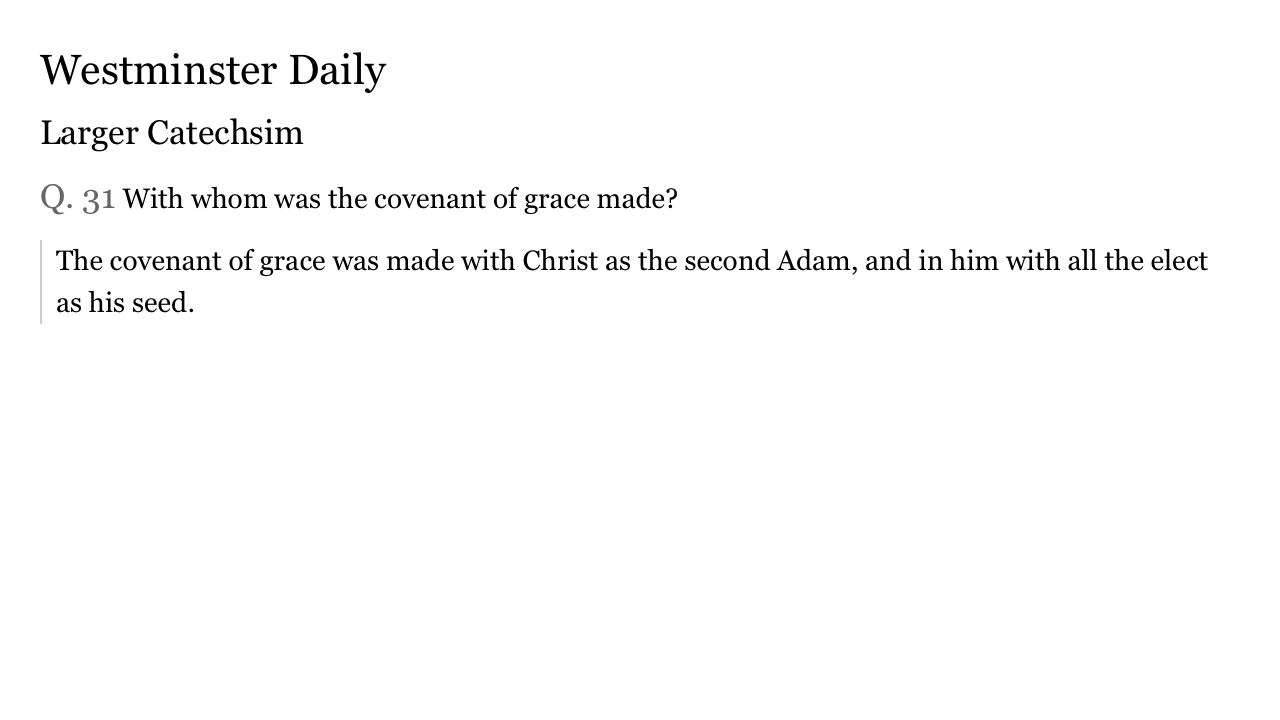 Westminster Daily
Larger Catechsim
Q. 31 With whom was the covenant of grace made?
The covenant of grace was made with Christ as the second Adam, and in him with all the elect
as his seed.